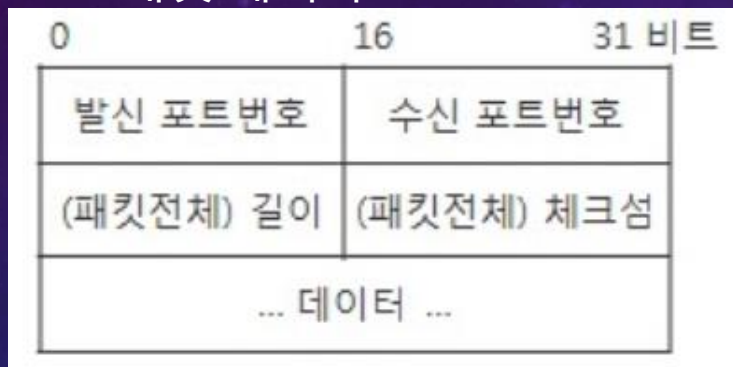 0 16 31 비트
발신 포트번호 수신 포트번호
(패킷전체) 길이 (패킷전체) 체크섬
... 데이터 ...